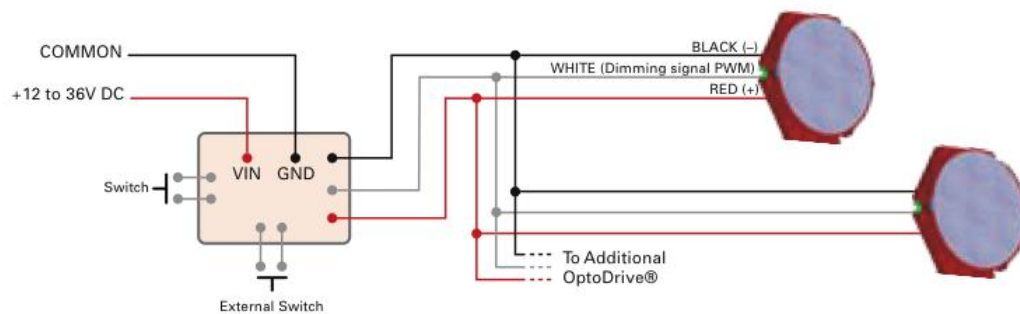 COMMON
+12 to 36V DC
BLACK (–)
WHITE (Dimming signal PWM)
RED (+)
VIN GND
Switch
External Switch
To Additional
OptoDrive®